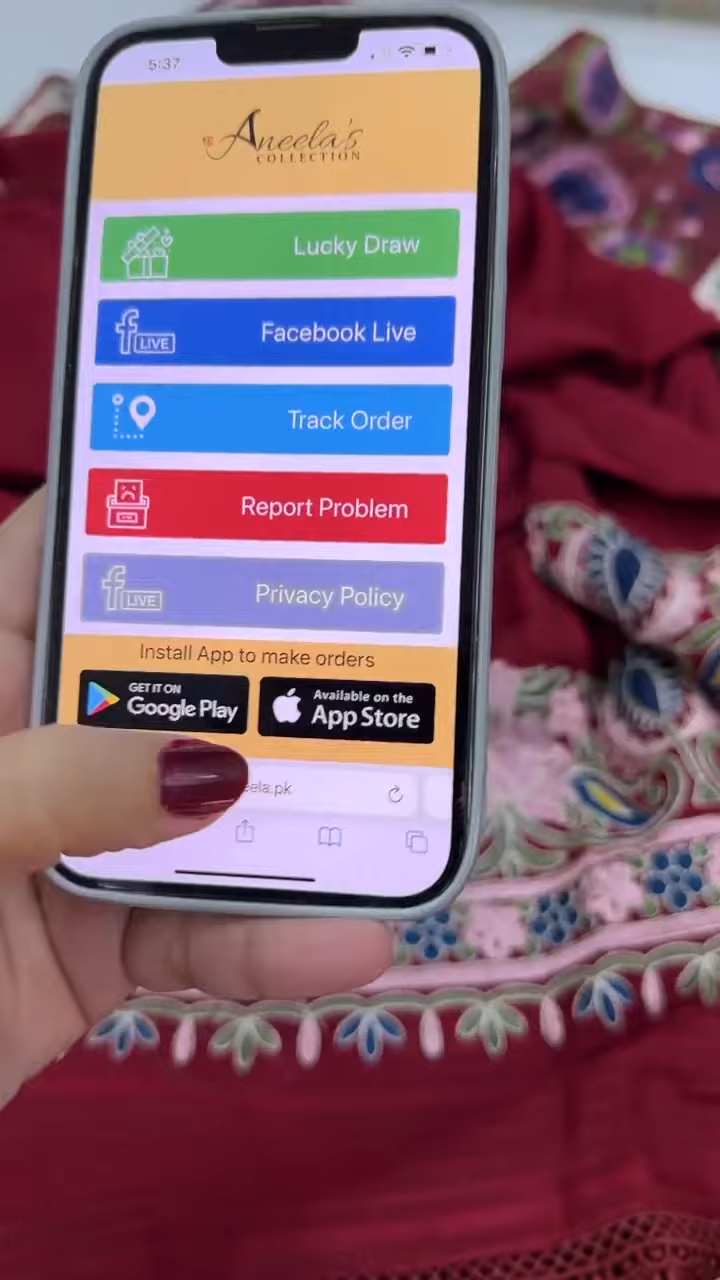 5:37
Aneela's
COLLECTION
Lucky Draw
LIVE
Facebook Live
Track Order
Report Problem
LIVE
Privacy Policy
Install App to make orders
GET IT ON
Google Play
Available on the
App Store
eela.pk